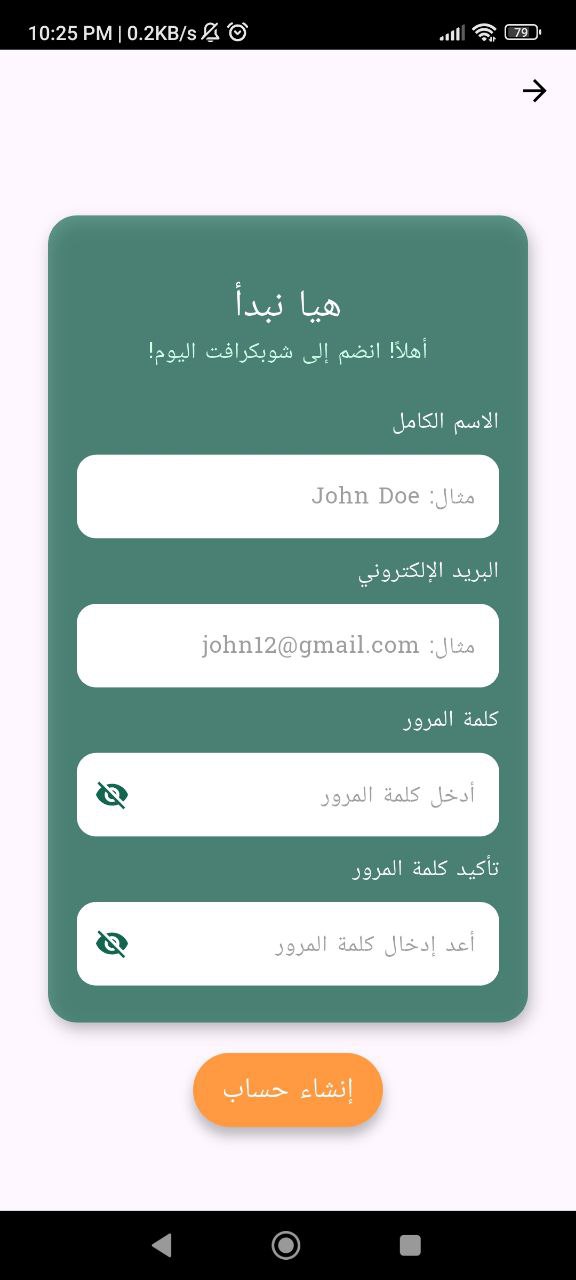 10:25 PM | 0.2KB/s
79
هيا نبدأ
أهلاً! انضم إلى شوبكرافت اليوم!
الاسم الكامل
مثال: John Doe
البريد الإلكتروني
مثال: john12@gmail.com
كلمة المرور
أدخل كلمة المرور
تأكيد كلمة المرور
أعد إدخال كلمة المرور
إنشاء حساب